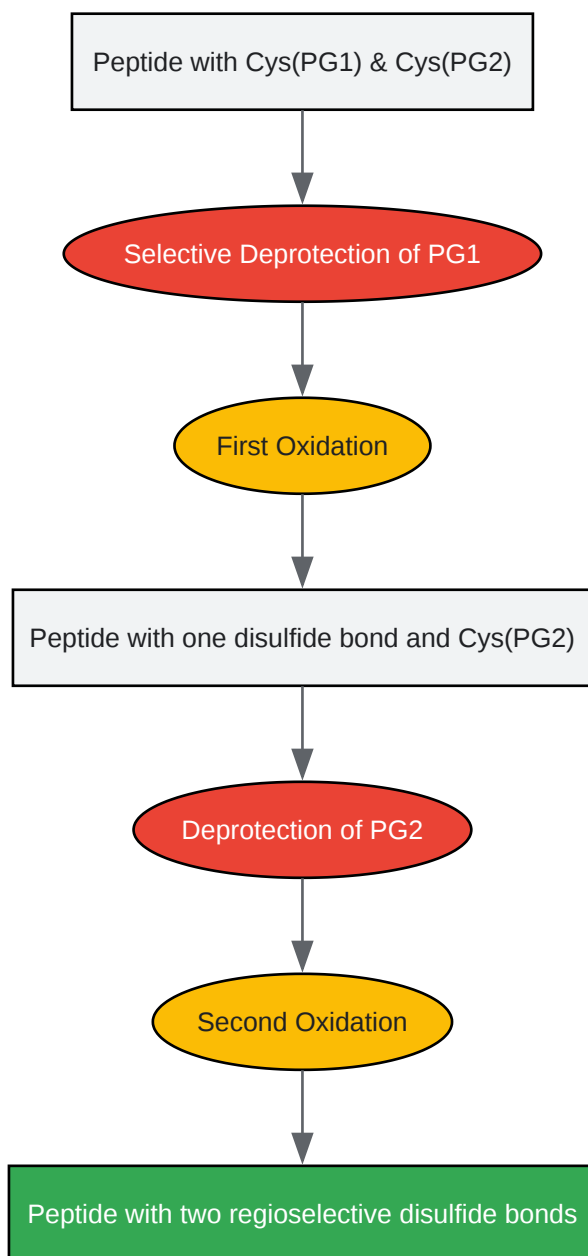 Peptide with Cys(PG1) & Cys(PG2)
Selective Deprotection of PG1
First Oxidation
Peptide with one disulfide bond and Cys(PG2)
Deprotection of PG2
Second Oxidation
Peptide with two regioselective disulfide bonds